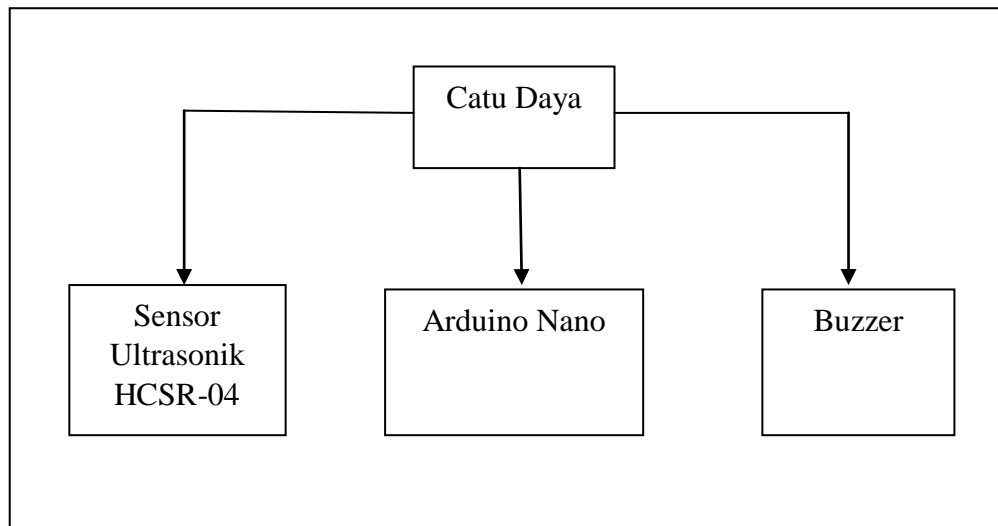 Catu Daya
Sensor
Ultrasonik
HCSR-04
Arduino Nano
Buzzer